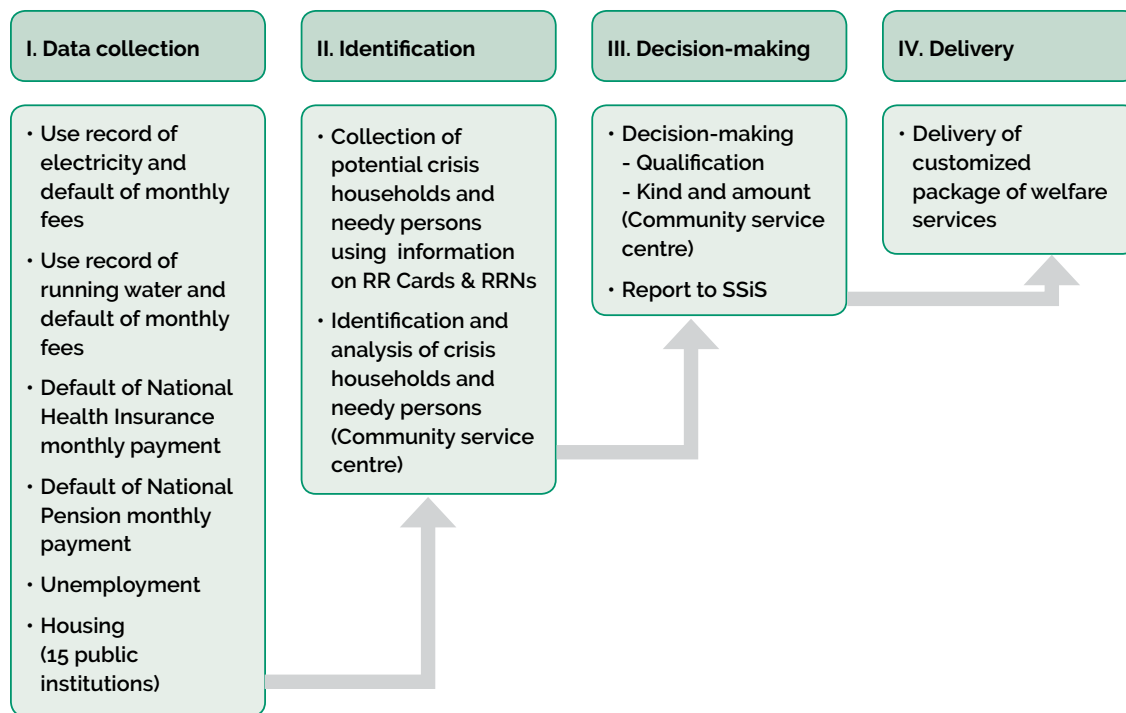 I. Data collection
• Use record of
electricity and
default of monthly
fees
• Use record of
running water and
default of monthly
fees
• Default of National
Health Insurance
monthly payment
• Default of National
Pension monthly
payment
• Unemployment
• Housing
(15 public
institutions)
II. Identification
• Collection of
potential crisis
households and
needy persons
using information
on RR Cards & RRNs
• Identification and
analysis of crisis
households and
needy persons
(Community service
centre)
III. Decision-making
• Decision-making
- Qualification
- Kind and amount
(Community service
centre)
• Report to SSiS
IV. Delivery
• Delivery of
customized
package of welfare
services